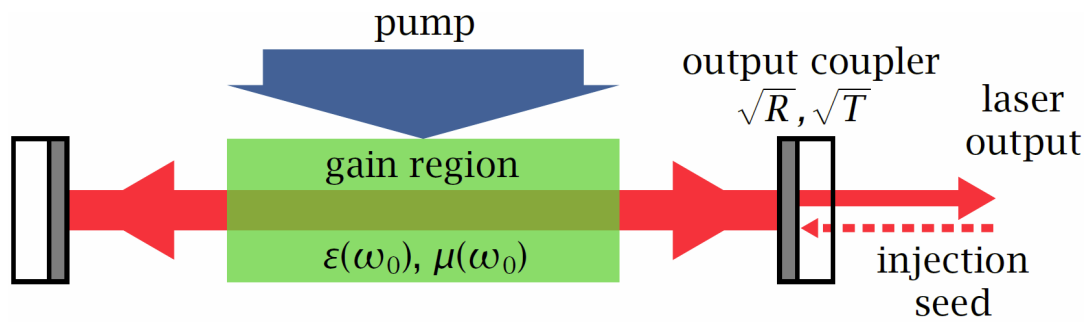 pump
output coupler
√R, √T
laser
output
gain region
ε(ω₀), μ(ω₀)
injection
seed